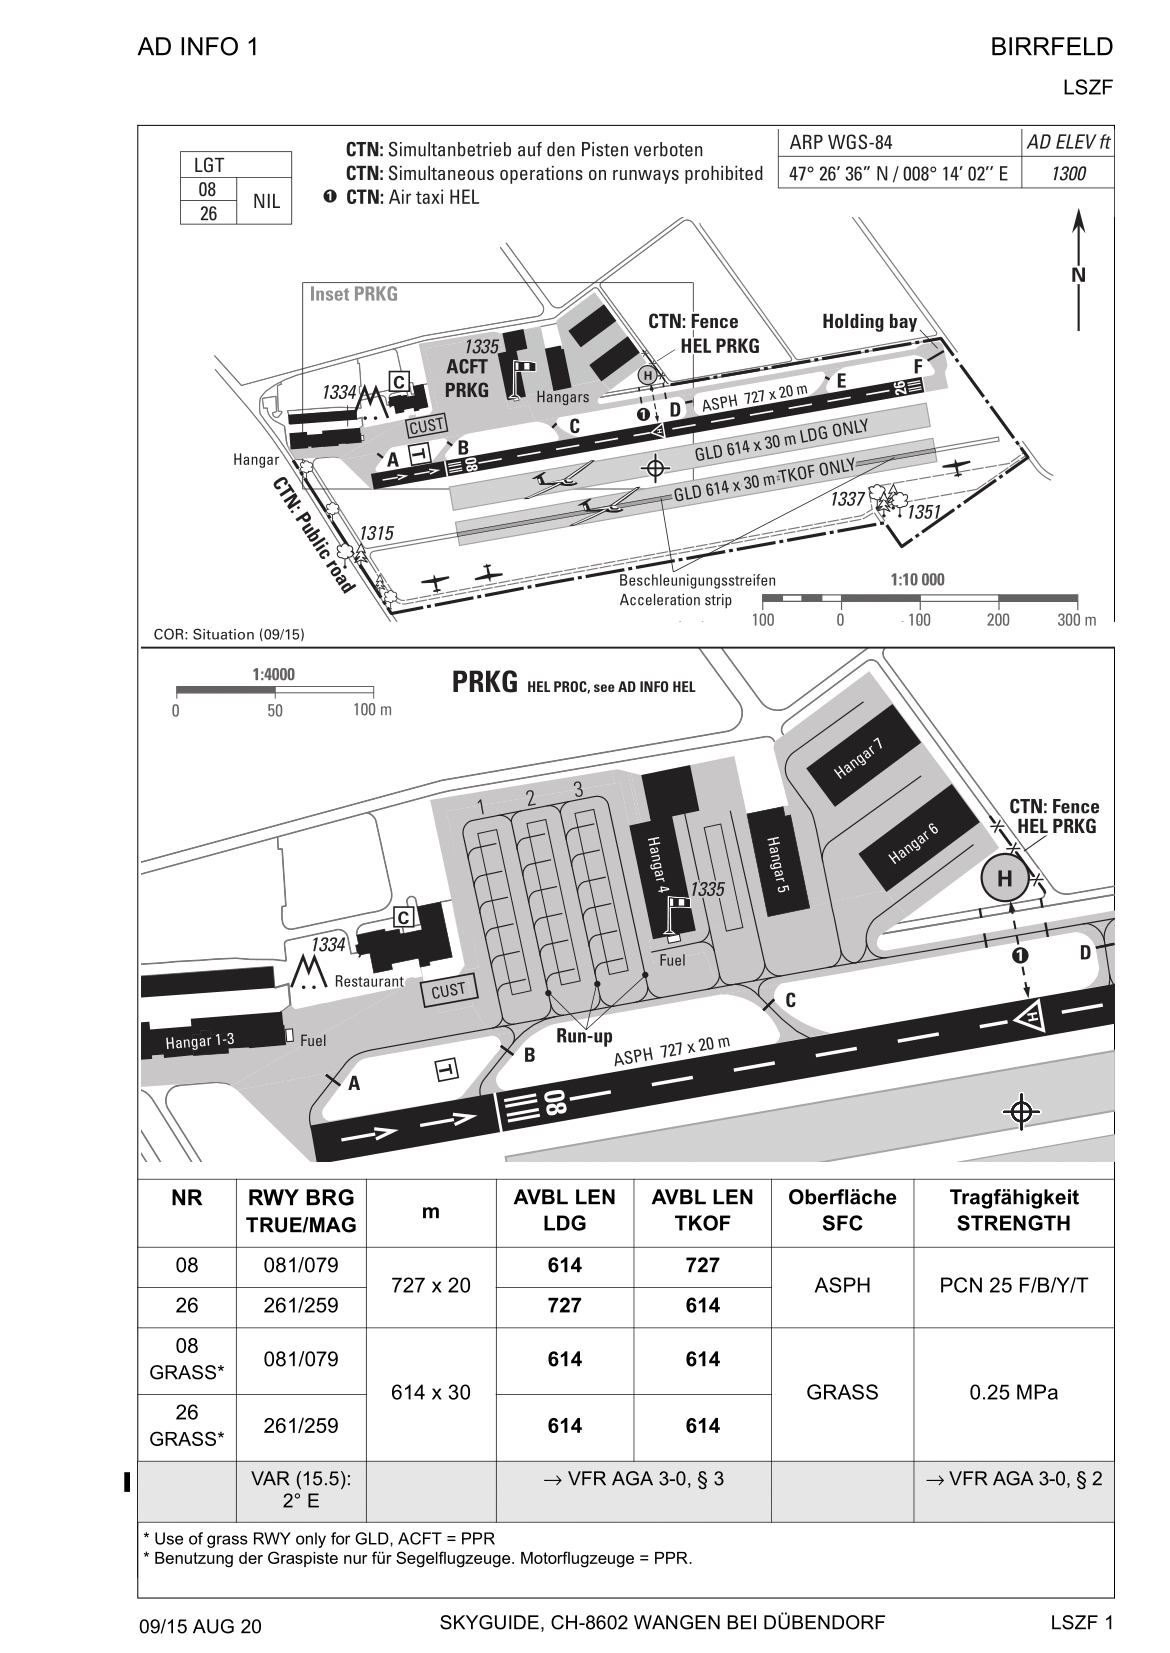 AD INFO 1
BIRRFELD
LSZF
LGT
08
26
NIL
CTN: Simultanbetrieb auf den Pisten verboten
CTN: Simultaneous operations on runways prohibited
1 CTN: Air taxi HEL
ARP WGS-84
AD ELEV ft
47° 26’ 36’’ N / 008° 14’ 02’’ E
1300
N
Inset PRKG
CTN: Fence
HEL PRKG
Holding bay
1335
ACFT
PRKG
H
F
E
1334
C
Hangars
ASPH 727 x 20 m
26
D
1
CUST
C
Hangar
A
T
B
08
H
GLD 614 x 30 m LDG ONLY
GLD 614 x 30 m TKOF ONLY
CTN: Public road
1315
1337
1351
Beschleunigungsstreifen
Acceleration strip
1:10 000
100 0 100 200 300 m
COR: Situation (09/15)
1:4000
0 50 100 m
PRKG HEL PROC, see AD INFO HEL
Hangar 7
1 2 3
CTN: Fence
HEL PRKG
Hangar 6
Hangar 4
Hangar 5
H
1335
C
1334
Restaurant
CUST
Fuel
1
D
C
Hangar 1-3
Fuel
Run-up
B
ASPH 727 x 20 m
H
A
T
08
NR
RWY BRG
TRUE/MAG
m
AVBL LEN
LDG
AVBL LEN
TKOF
Oberfläche
SFC
Tragfähigkeit
STRENGTH
08
081/079
727 x 20
614
727
ASPH
PCN 25 F/B/Y/T
26
261/259
727
614
08
GRASS*
081/079
614 x 30
614
614
GRASS
0.25 MPa
26
GRASS*
261/259
614
614
VAR (15.5):
2° E
→ VFR AGA 3-0, § 3
→ VFR AGA 3-0, § 2
* Use of grass RWY only for GLD, ACFT = PPR
* Benutzung der Graspiste nur für Segelflugzeuge. Motorflugzeuge = PPR.
09/15 AUG 20
SKYGUIDE, CH-8602 WANGEN BEI DÜBENDORF
LSZF 1